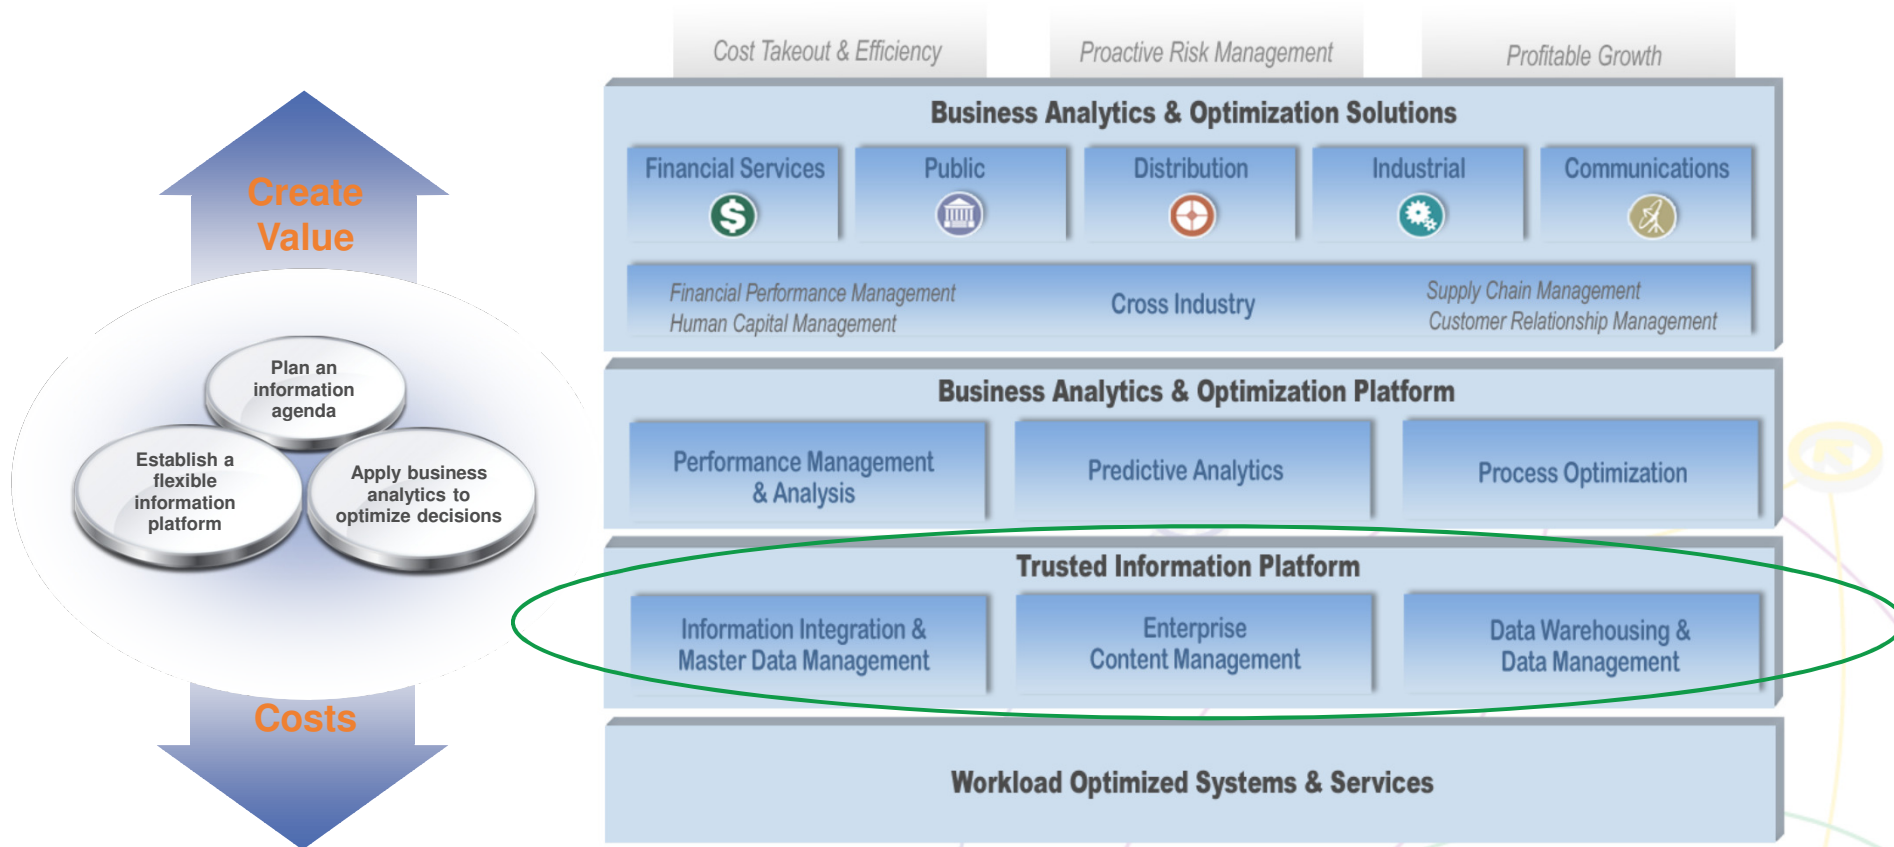 Cost Takeout & Efficiency
Proactive Risk Management
Profitable Growth
Create
Value
Plan an
information
agenda
Establish a
flexible
information
platform
Apply business
analytics to
optimize decisions
Costs
Business Analytics & Optimization Solutions
Financial Services
Public
Distribution
Industrial
Communications
Financial Performance Management
Human Capital Management
Cross Industry
Supply Chain Management
Customer Relationship Management
Business Analytics & Optimization Platform
Performance Management
& Analysis
Predictive Analytics
Process Optimization
Trusted Information Platform
Information Integration &
Master Data Management
Enterprise
Content Management
Data Warehousing &
Data Management
Workload Optimized Systems & Services